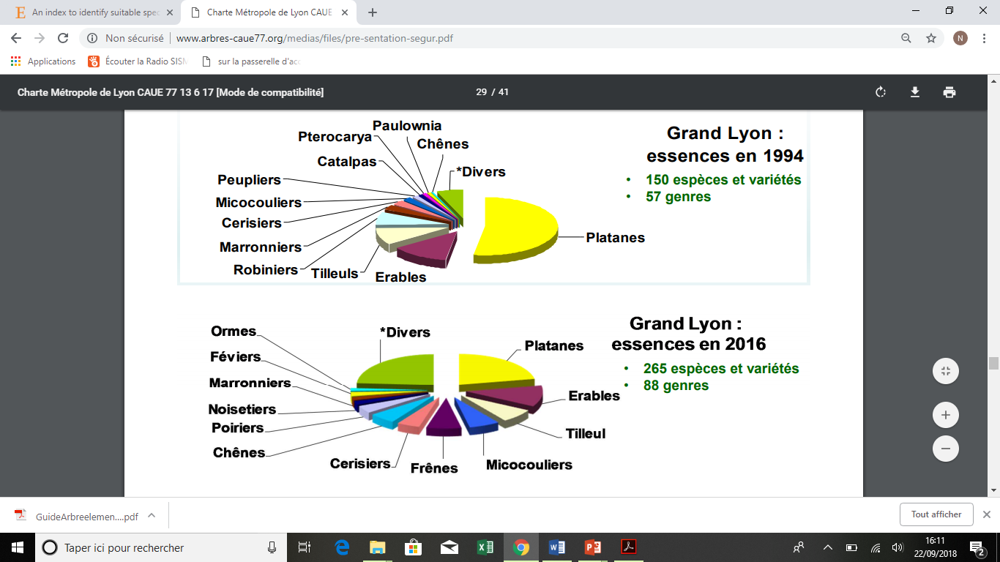 An index to identify suitable spec
Charte Métropole de Lyon CAUE
Non sécurisé
www.arbres-caue77.org/medias/files/pre-sentation-segur.pdf
N
Applications
Écouter la Radio SISM
sur la passerelle d'acc
Charte Métropole de Lyon CAUE 77 13 6 17 [Mode de compatibilité]
29 / 41
Paulownia
Pterocarya
Chênes
Catalpas
*Divers
Peupliers
Micocouliers
Cerisiers
Marronniers
Robiniers
Tilleuls
Erables
Platanes
Grand Lyon :
essences en 1994
• 150 espèces et variétés
• 57 genres
Ormes
*Divers
Platanes
Féviers
Marronniers
Erables
Noisetiers
Poiriers
Tilleul
Chênes
Cerisiers
Frênes
Micocouliers
Grand Lyon :
essences en 2016
• 265 espèces et variétés
• 88 genres
GuideArbreelemen....pdf
Tout afficher
Taper ici pour rechercher
16:11
22/09/2018
2